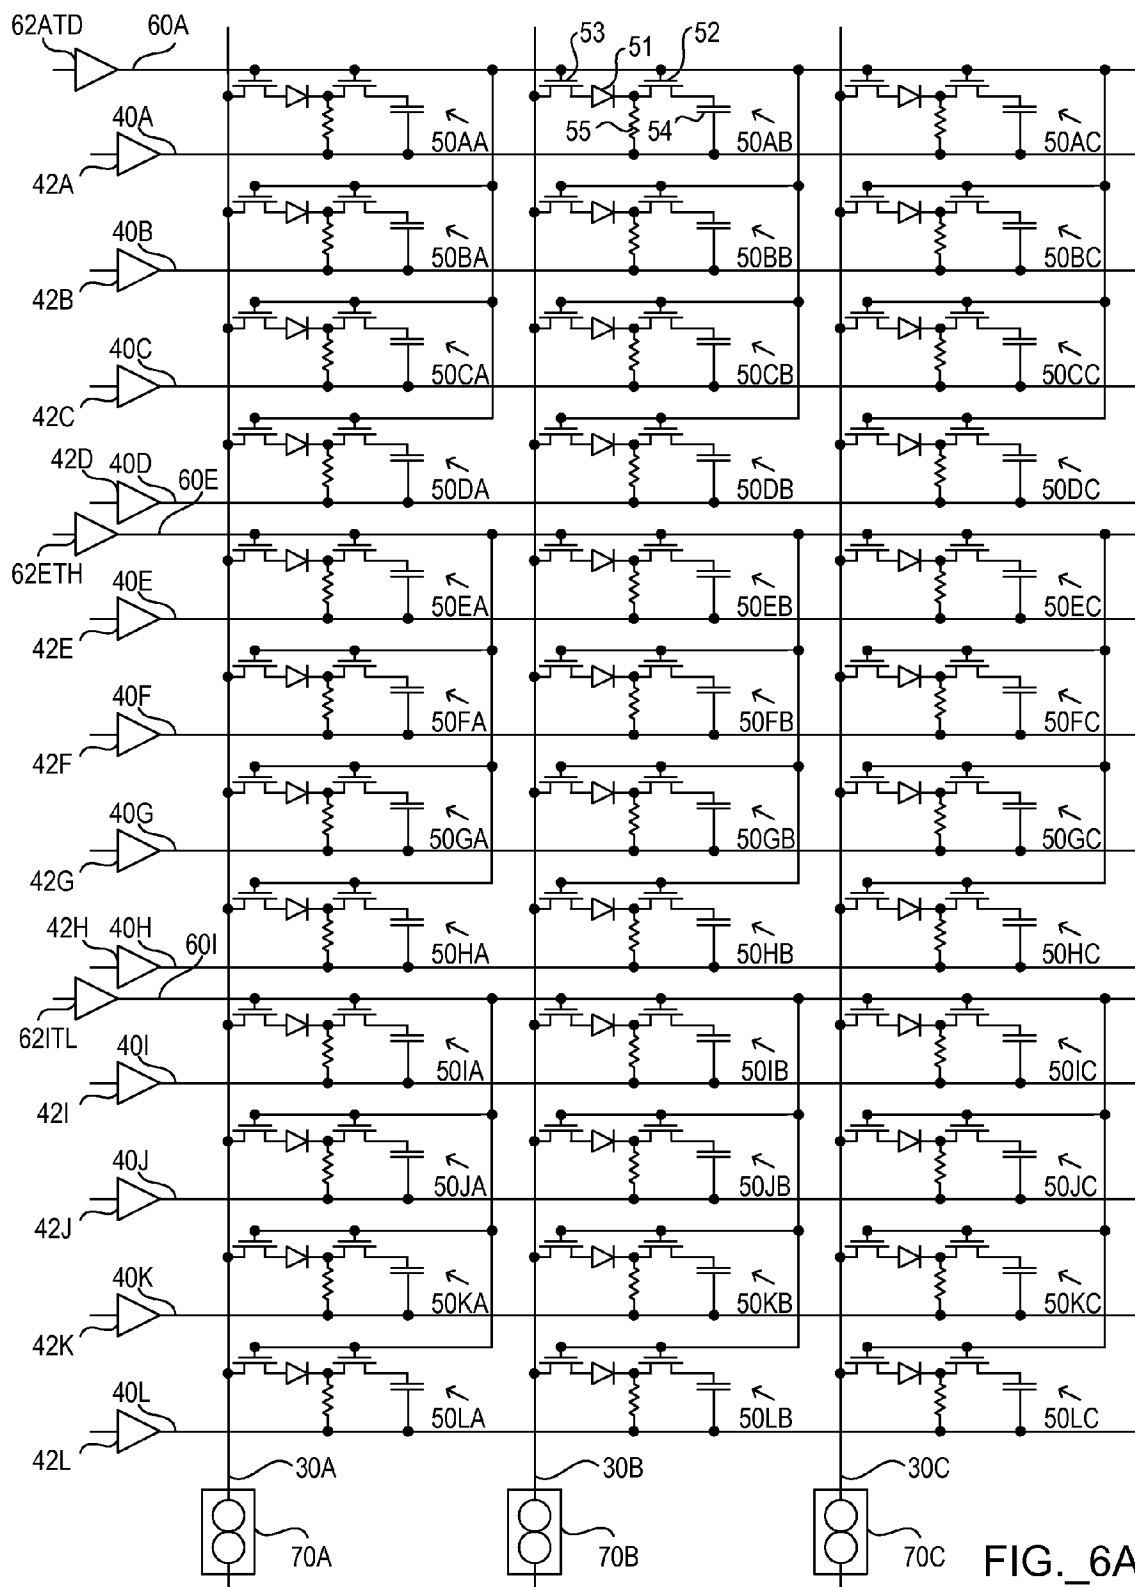 62ATD 60A 53 51 52
40A 55 54 50AA 50AB 50AC
42A
40B 50BA 50BB 50BC
42B
40C 50CA 50CB 50CC
42C
42D 40D 60E 50DA 50DB 50DC
62ETH
40E 50EA 50EB 50EC
42E
40F 50FA 50FB 50FC
42F
40G 50GA 50GB 50GC
42G
42H 40H 60I 50HA 50HB 50HC
62ITL
40I 50IA 50IB 50IC
42I
40J 50JA 50JB 50JC
42J
40K 50KA 50KB 50KC
42K
40L 50LA 50LB 50LC
42L
30A 30B 30C
70A 70B 70C
FIG._6A